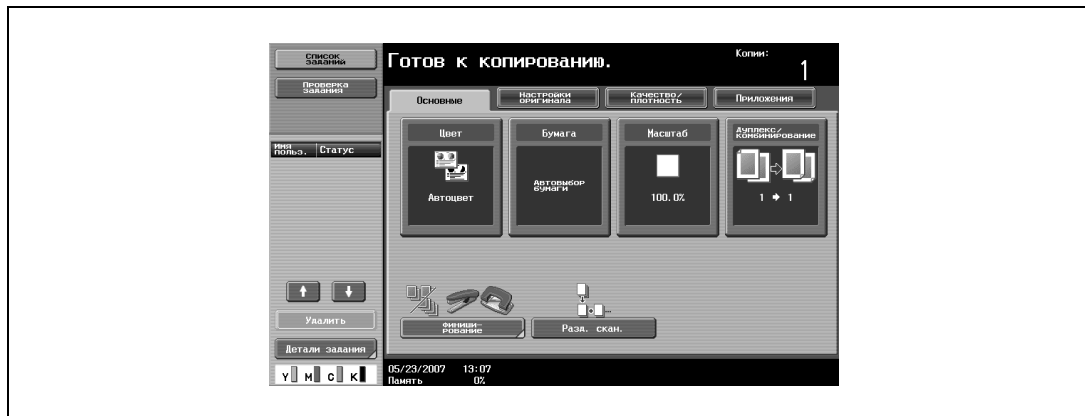 Список
заданий
Готов к копированию.
Копии:
1
Проверка
задания
Основные
Настройки
оригинала
Качество/
плотность
Приложения
Цвет
Бумага
Масштаб
Дуплекс/
комбинирование
Имя
польз.
Статус
Автоцвет
Автовыбор
бумаги
100.0%
1 ➔ 1
Удалить
Финиши-
рование
Разд. скан.
Детали задания
Y M C K
05/23/2007 13:07
Память 0%